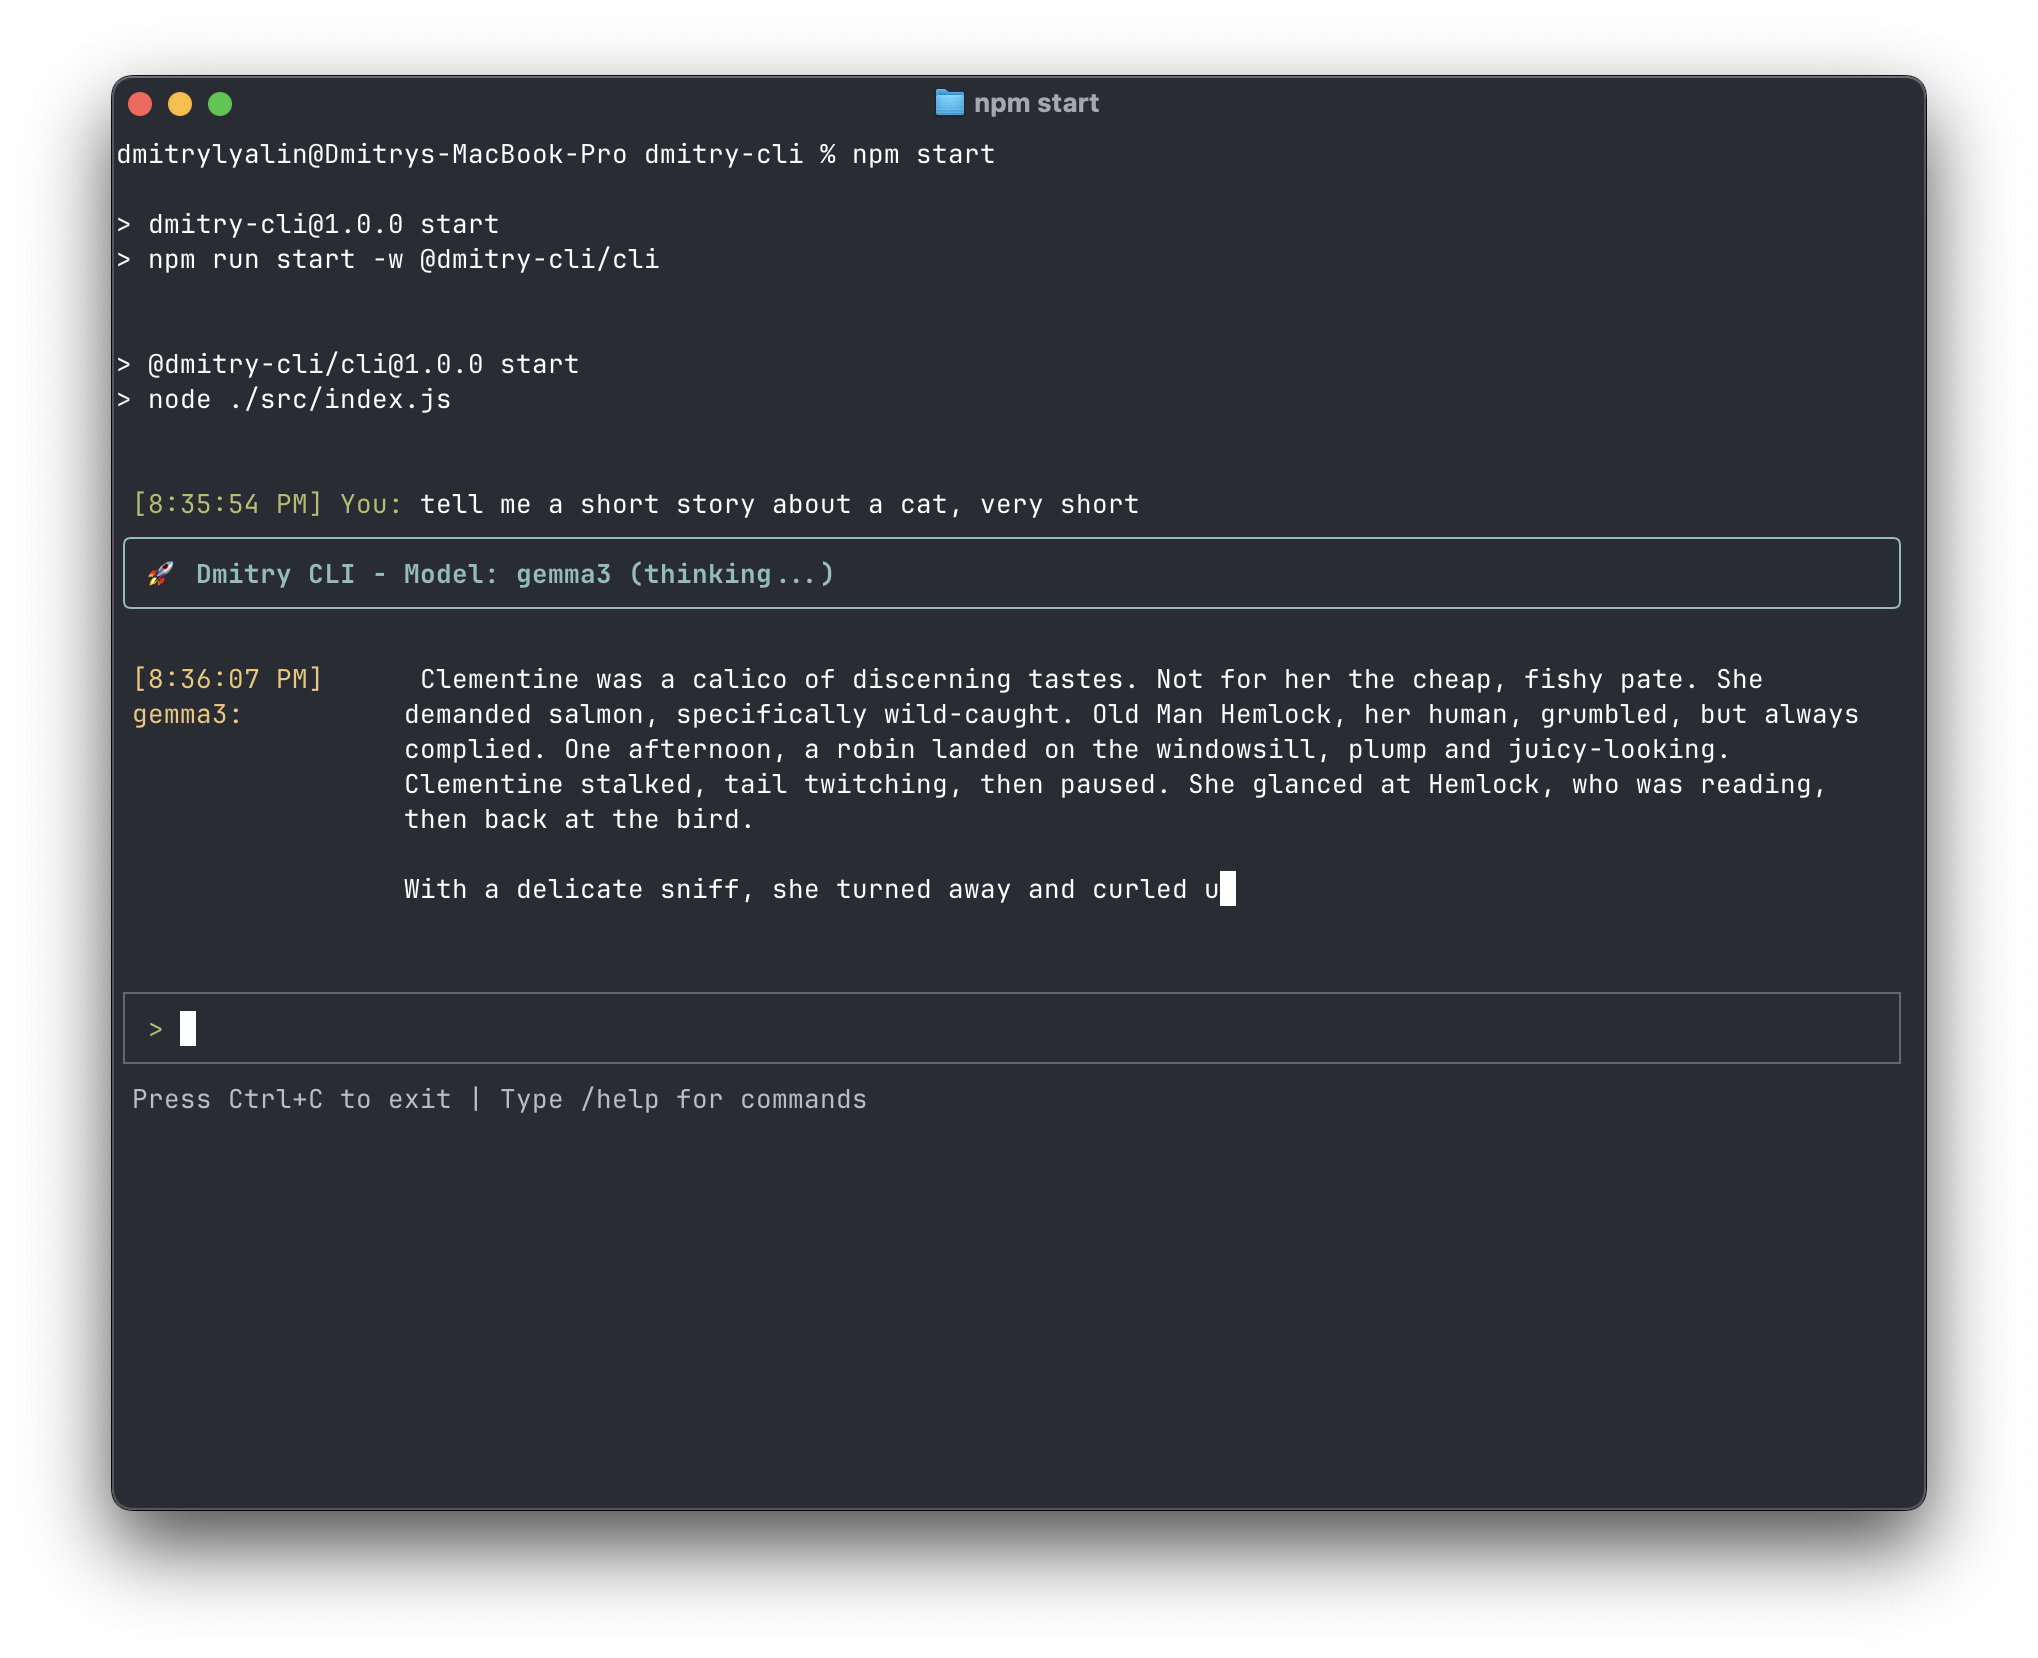 npm start
dmitrylyalin@Dmitrys-MacBook-Pro dmitry-cli % npm start
> dmitry-cli@1.0.0 start
> npm run start -w @dmitry-cli/cli
> @dmitry-cli/cli@1.0.0 start
> node ./src/index.js
[8:35:54 PM] You: tell me a short story about a cat, very short
🚀 Dmitry CLI - Model: gemma3 (thinking...)
[8:36:07 PM] Clementine was a calico of discerning tastes. Not for her the cheap, fishy pate. She
gemma3: demanded salmon, specifically wild-caught. Old Man Hemlock, her human, grumbled, but always
complied. One afternoon, a robin landed on the windowsill, plump and juicy-looking.
Clementine stalked, tail twitching, then paused. She glanced at Hemlock, who was reading,
then back at the bird.
With a delicate sniff, she turned away and curled u
>
Press Ctrl+C to exit | Type /help for commands